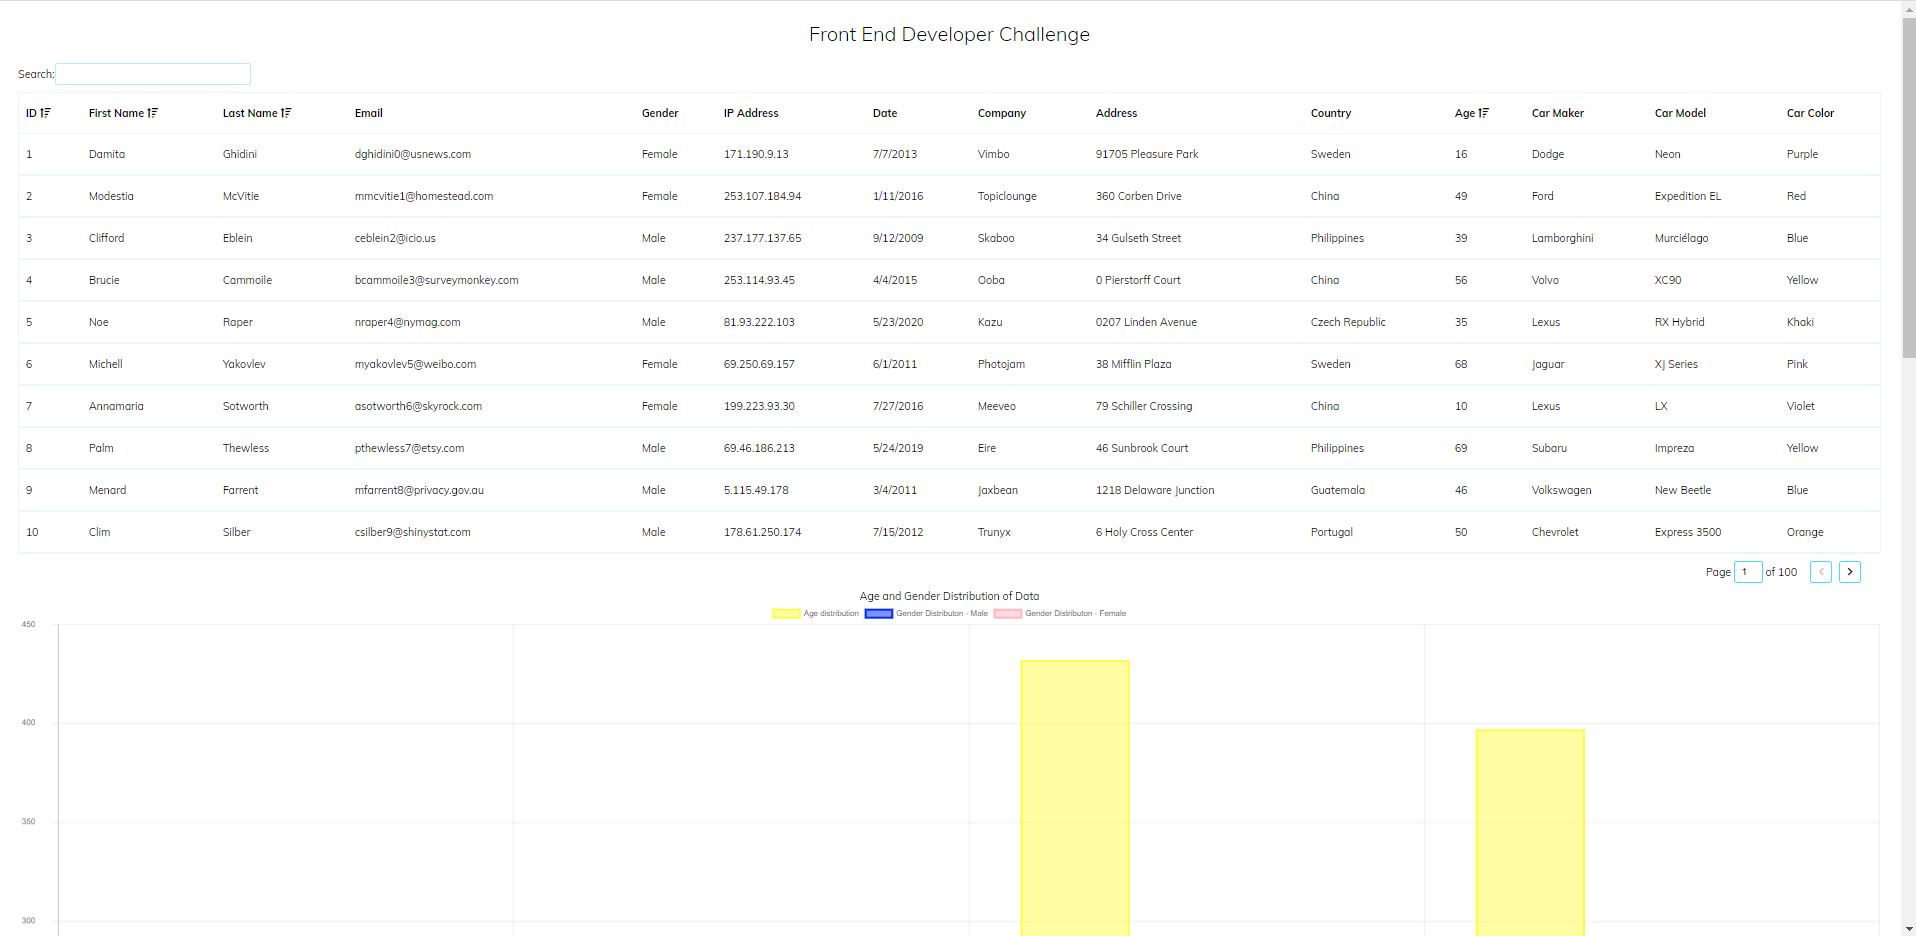 Front End Developer Challenge
Search:
ID First Name Last Name Email Gender IP Address Date Company Address Country Age Car Maker Car Model Car Color
1 Damita Ghidini dghidini0@usnews.com Female 171.190.9.13 7/7/2013 Vimbo 91705 Pleasure Park Sweden 16 Dodge Neon Purple
2 Modestia McVitie mmcvitie1@homestead.com Female 253.107.184.94 1/11/2016 Topiclounge 360 Corben Drive China 49 Ford Expedition EL Red
3 Clifford Eblein ceblein2@icio.us Male 237.177.137.65 9/12/2009 Skaboo 34 Gulseth Street Philippines 39 Lamborghini Murciélago Blue
4 Brucie Cammoile bcammoile3@surveymonkey.com Male 253.114.93.45 4/4/2015 Ooba 0 Pierstorff Court China 56 Volvo XC90 Yellow
5 Noe Raper nraper4@nymag.com Male 81.93.222.103 5/23/2020 Kazu 0207 Linden Avenue Czech Republic 35 Lexus RX Hybrid Khaki
6 Michell Yakovlev myakovlev5@weibo.com Female 69.250.69.157 6/1/2011 Photojam 38 Mifflin Plaza Sweden 68 Jaguar XJ Series Pink
7 Annamaria Sotworth asotworth6@skyrock.com Female 199.223.93.30 7/27/2016 Meeveo 79 Schiller Crossing China 10 Lexus LX Violet
8 Palm Thewless pthewless7@etsy.com Male 69.46.186.213 5/24/2019 Eire 46 Sunbrook Court Philippines 69 Subaru Impreza Yellow
9 Menard Farrent mfarrent8@privacy.gov.au Male 5.115.49.178 3/4/2011 Jaxbean 1218 Delaware Junction Guatemala 46 Volkswagen New Beetle Blue
10 Clim Silber csilber9@shinystat.com Male 178.61.250.174 7/15/2012 Trunyx 6 Holy Cross Center Portugal 50 Chevrolet Express 3500 Orange
Page 1 of 100
Age and Gender Distribution of Data
Age distribution Gender Distributon - Male Gender Distributon - Female
450
400
350
300